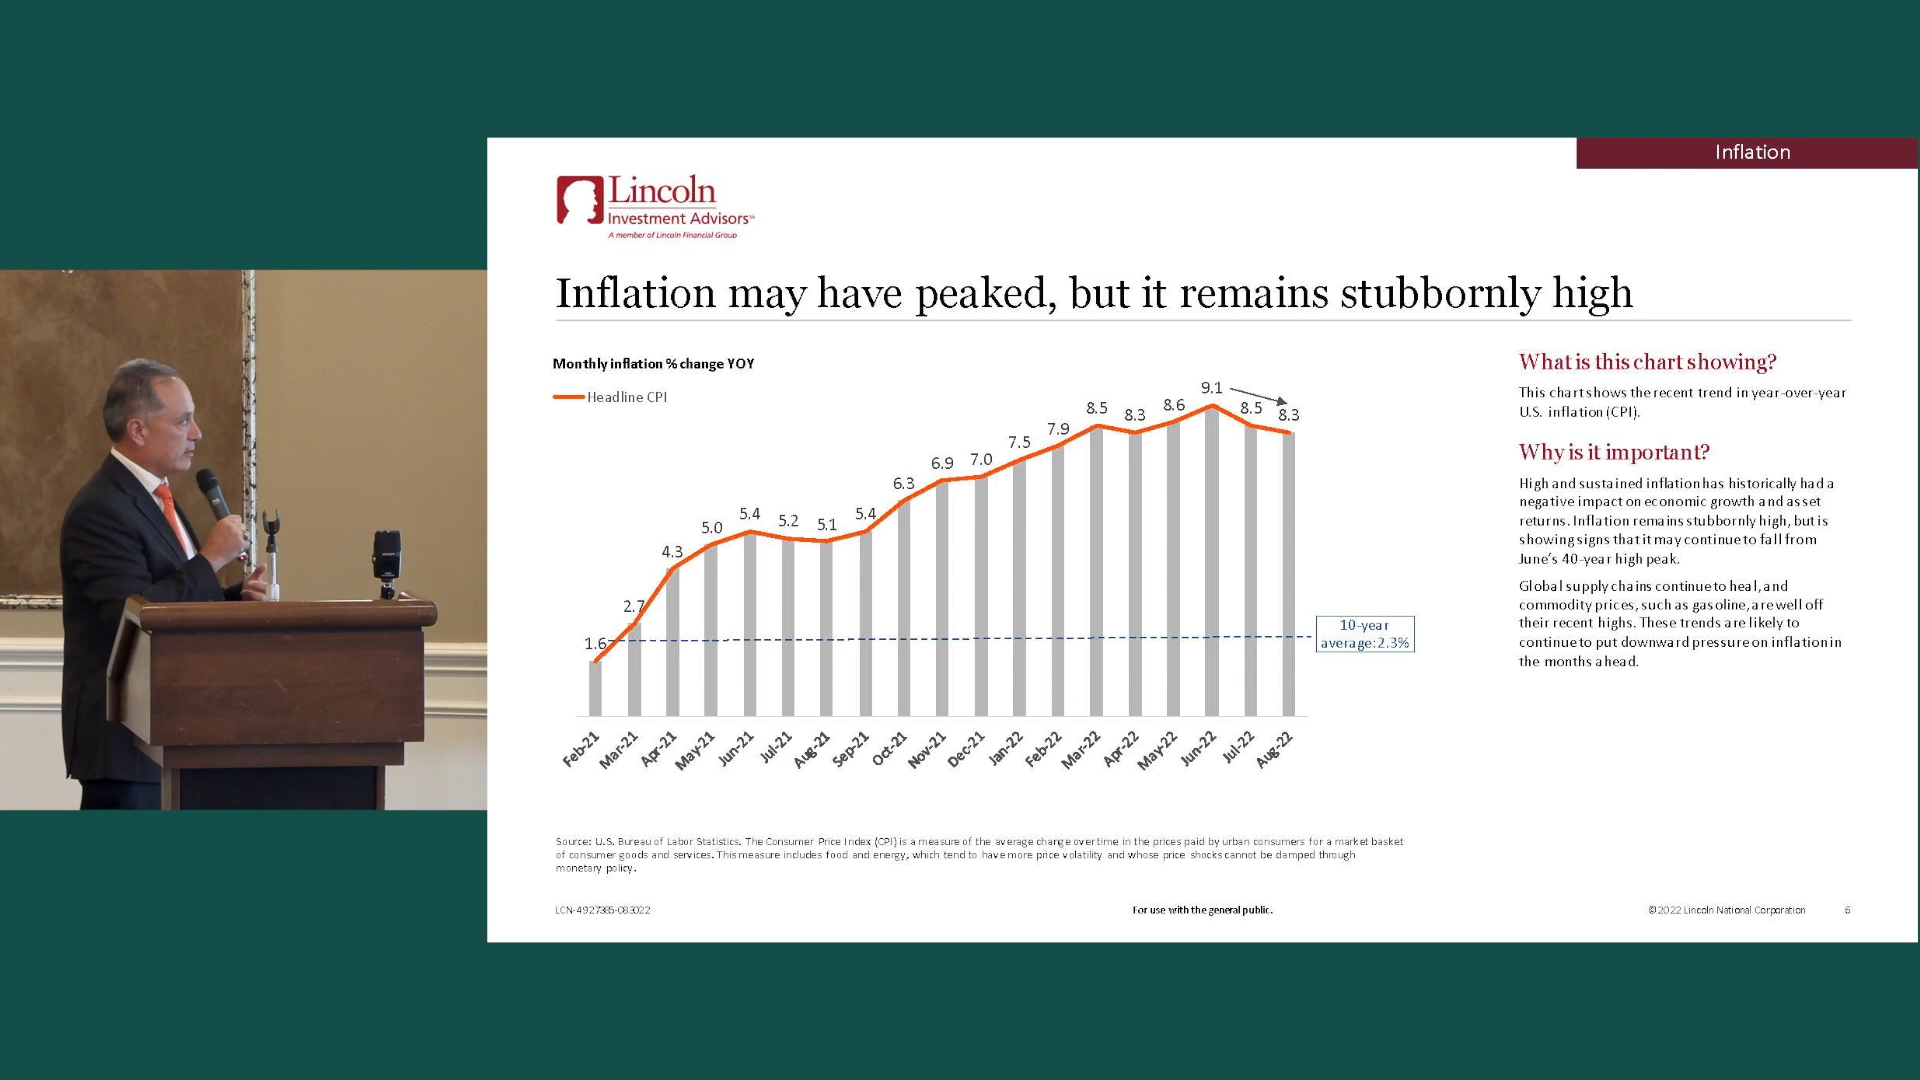 Inflation
Lincoln
Investment Advisors℠
A member of Lincoln Financial Group
Inflation may have peaked, but it remains stubbornly high
Monthly inflation % change YOY
Headline CPI
1.6
2.7
4.3
5.0
5.4
5.2
5.1
5.4
6.3
6.9
7.0
7.5
7.9
8.5
8.3
8.6
9.1
8.5
8.3
10-year
average:2.3%
Feb-21
Mar-21
Apr-21
May-21
Jun-21
Jul-21
Aug-21
Sep-21
Oct-21
Nov-21
Dec-21
Jan-22
Feb-22
Mar-22
Apr-22
May-22
Jun-22
Jul-22
Aug-22
What is this chart showing?
This chart shows the recent trend in year-over-year
U.S. inflation (CPI).
Why is it important?
High and sustained inflation has historically had a
negative impact on economic growth and asset
returns. Inflation remains stubbornly high, but is
showing signs that it may continue to fall from
June's 40-year high peak.
Global supply chains continue to heal, and
commodity prices, such as gasoline, are well off
their recent highs. These trends are likely to
continue to put downward pressure on inflation in
the months ahead.
Source: U.S. Bureau of Labor Statistics. The Consumer Price Index (CPI) is a measure of the average change overtime in the prices paid by urban consumers for a market basket
of consumer goods and services. This measure includes food and energy, which tend to have more price volatility and whose price shocks cannot be damped through
monetary policy.
LCN-4927385-083022
For use with the general public.
©2022 Lincoln National Corporation
6